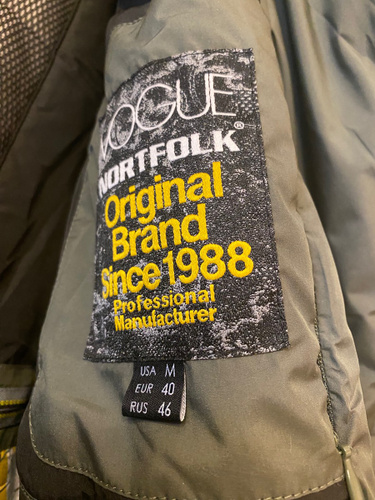 VOGUE
NORTFOLK®
Original
Brand
Since 1988
Professional
Manufacturer
USA M
EUR 40
RUS 46